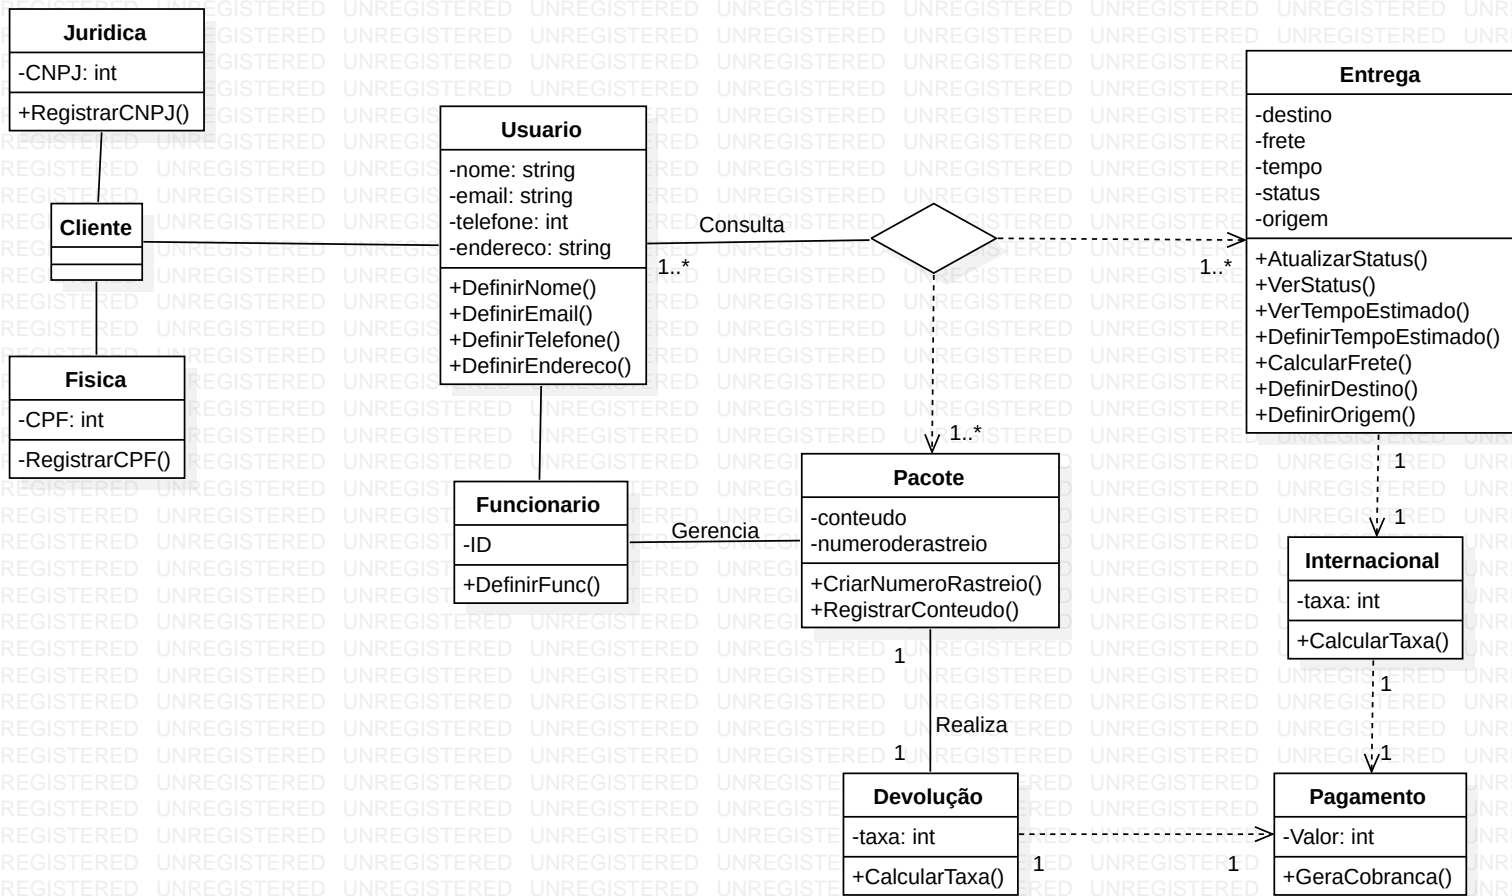 Juridica
-CNPJ: int
+RegistrarCNPJ()
Cliente
Fisica
-CPF: int
-RegistrarCPF()
Usuario
-nome: string
-email: string
-telefone: int
-endereco: string
+DefinirNome()
+DefinirEmail()
+DefinirTelefone()
+DefinirEndereco()
Consulta
1..*
1..*
1..*
Entrega
-destino
-frete
-tempo
-status
-origem
+AtualizarStatus()
+VerStatus()
+VerTempoEstimado()
+DefinirTempoEstimado()
+CalcularFrete()
+DefinirDestino()
+DefinirOrigem()
Funcionario
-ID
+DefinirFunc()
Gerencia
Pacote
-conteudo
-numeroderastreio
+CriarNumeroRastreio()
+RegistrarConteudo()
1
1
Internacional
-taxa: int
+CalcularTaxa()
1
Realiza
1
1
1
Devolução
-taxa: int
+CalcularTaxa()
1
1
Pagamento
-Valor: int
+GeraCobranca()
UNREGISTERED